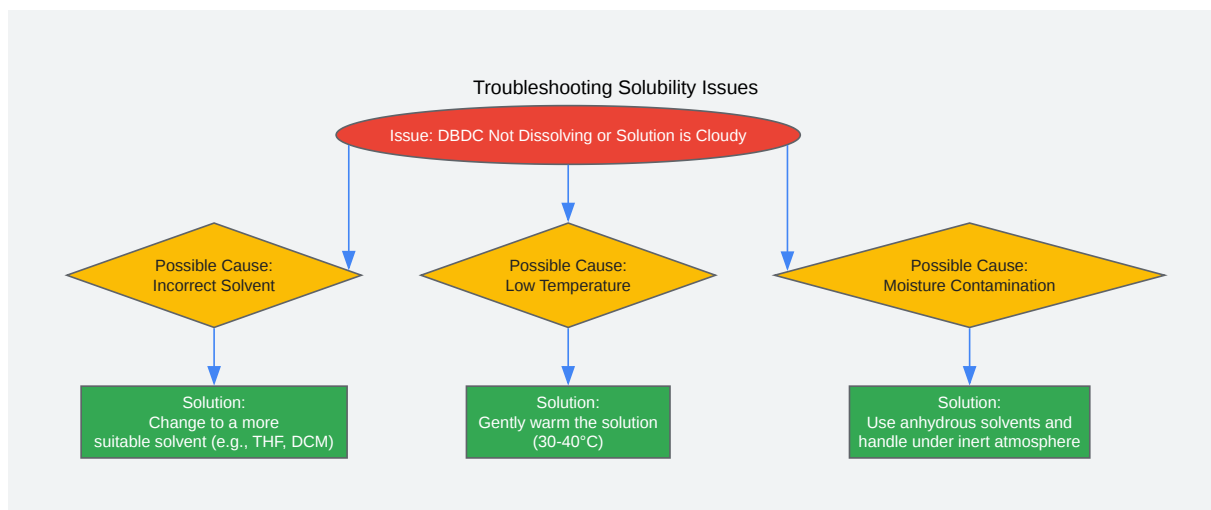 Troubleshooting Solubility Issues
Issue: DBDC Not Dissolving or Solution is Cloudy
Possible Cause:
Incorrect Solvent
Possible Cause:
Low Temperature
Possible Cause:
Moisture Contamination
Solution:
Change to a more
suitable solvent (e.g., THF, DCM)
Solution:
Gently warm the solution
(30-40°C)
Solution:
Use anhydrous solvents and
handle under inert atmosphere